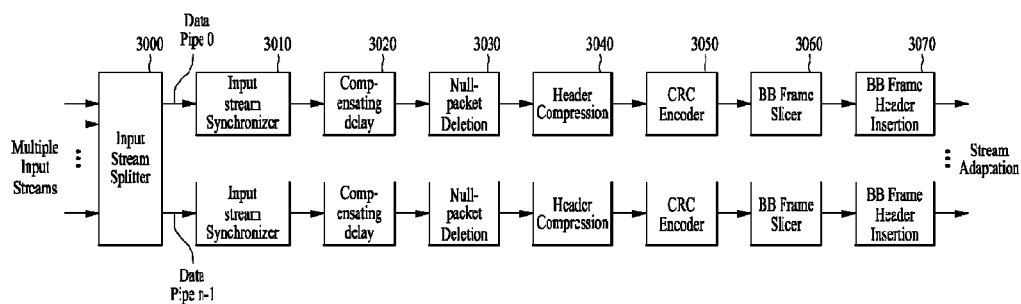 Data
Pipe 0
3000
3010
3020
3030
3040
3050
3060
3070
Multiple
Input
Streams
Input
Stream
Splitter
Input
stream
Synchronizer
Comp-
ensating
delay
Null-
packet
Deletion
Header
Compression
CRC
Encoder
BB Frame
Slicer
BB Frame
Header
Insertion
Stream
Adaptation
Input
stream
Synchronizer
Comp-
ensating
delay
Null-
packet
Deletion
Header
Compression
CRC
Encoder
BB Frame
Slicer
BB Frame
Header
Insertion
Data
Pipe n-1